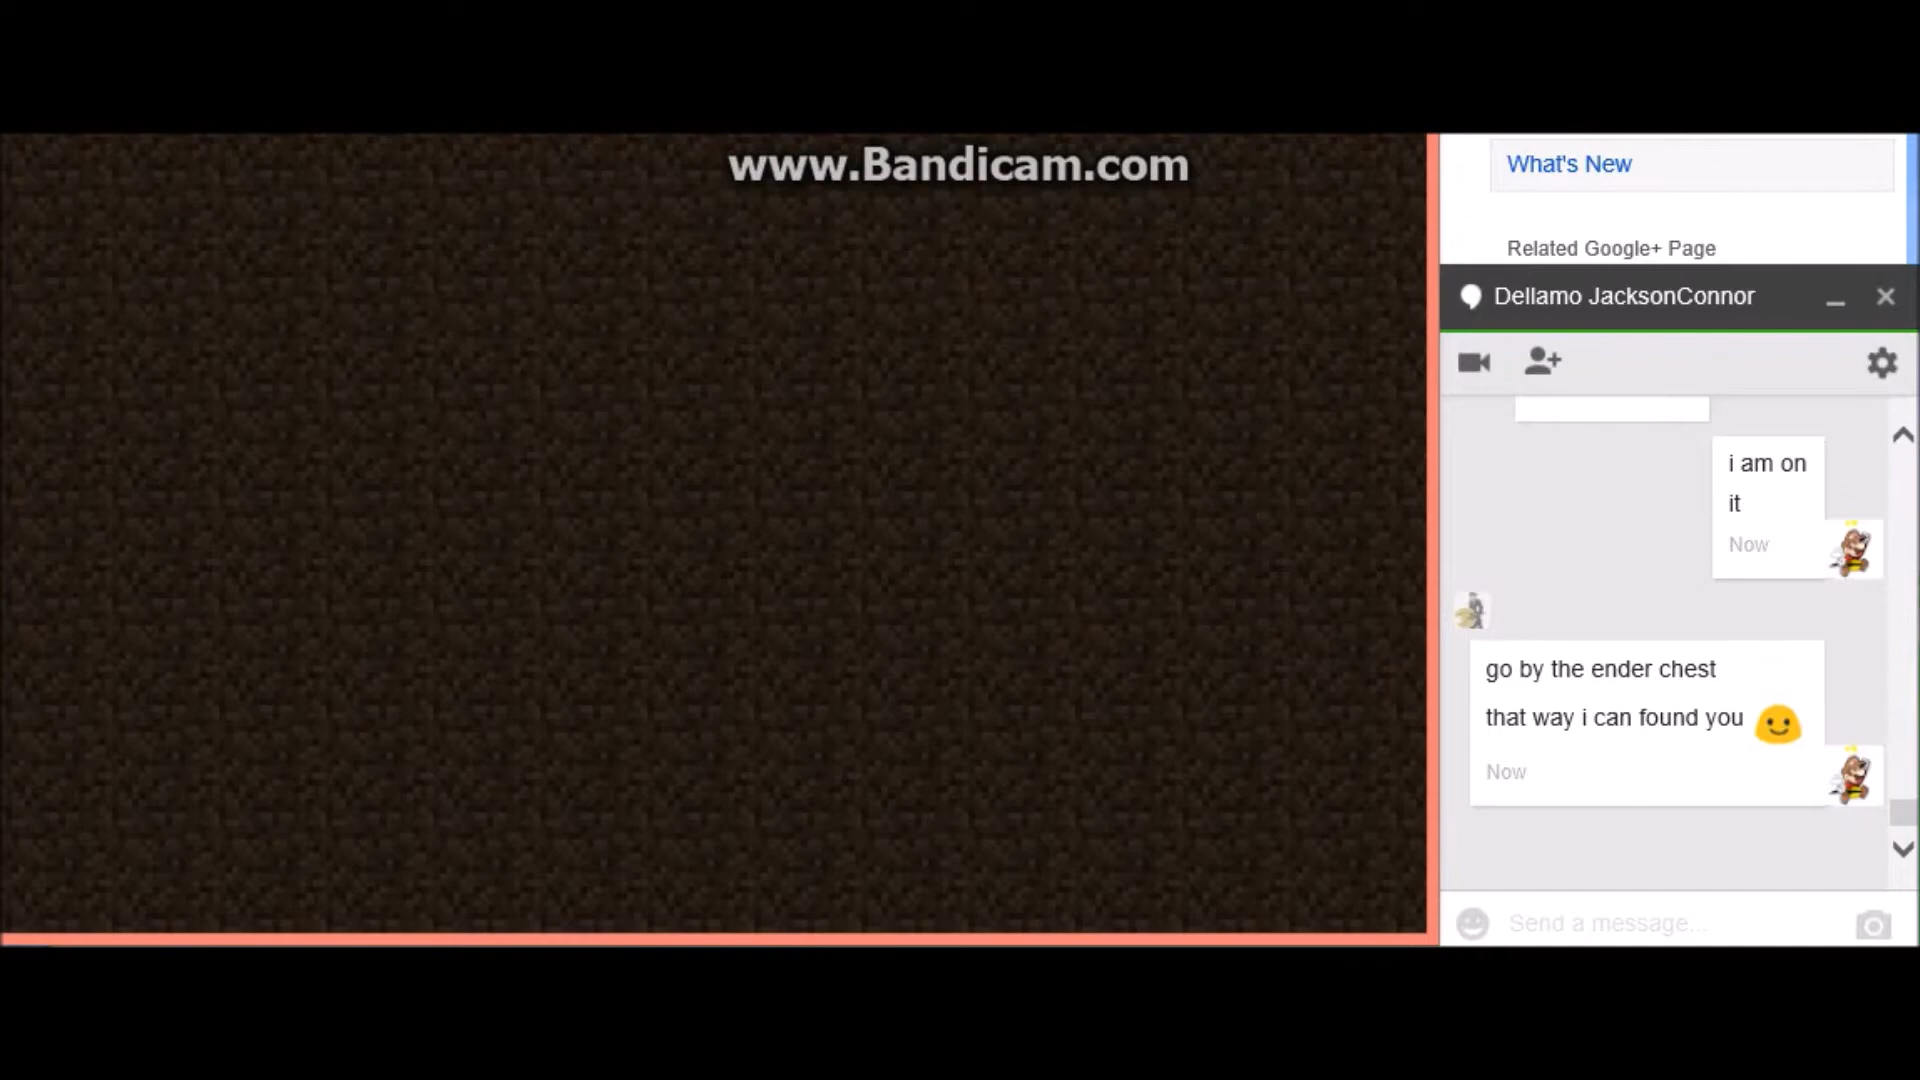 www.Bandicam.com
What's New
Related Google+ Page
Dellamo JacksonConnor
i am on
it
Now
go by the ender chest
that way i can found you
Now
Send a message...